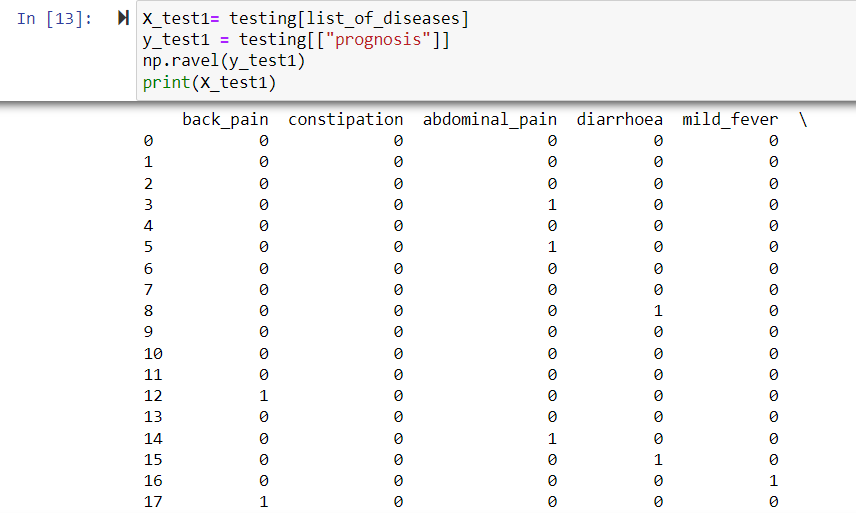 In [13]: X_test1= testing[list_of_diseases]
y_test1 = testing[["prognosis"]]
np.ravel(y_test1)
print(X_test1)
back_pain constipation abdominal_pain diarrhoea mild_fever \
0 0 0 0 0 0
1 0 0 0 0 0
2 0 0 0 0 0
3 0 0 1 0 0
4 0 0 0 0 0
5 0 0 1 0 0
6 0 0 0 0 0
7 0 0 0 0 0
8 0 0 0 1 0
9 0 0 0 0 0
10 0 0 0 0 0
11 0 0 0 0 0
12 1 0 0 0 0
13 0 0 0 0 0
14 0 0 1 0 0
15 0 0 0 1 0
16 0 0 0 0 1
17 1 0 0 0 0